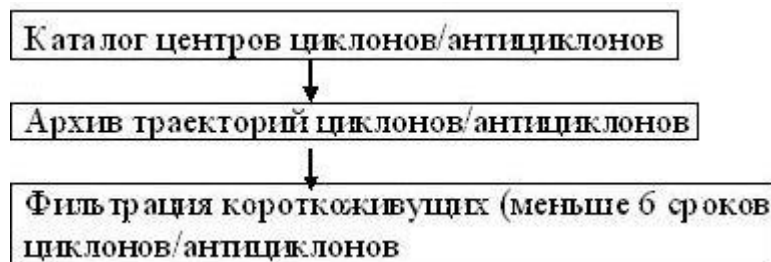 Каталог центров циклонов/антициклонов
Архив траекторий циклонов/антициклонов
Фильтрация короткоживущих (меньше 6 сроков
циклонов/антициклонов